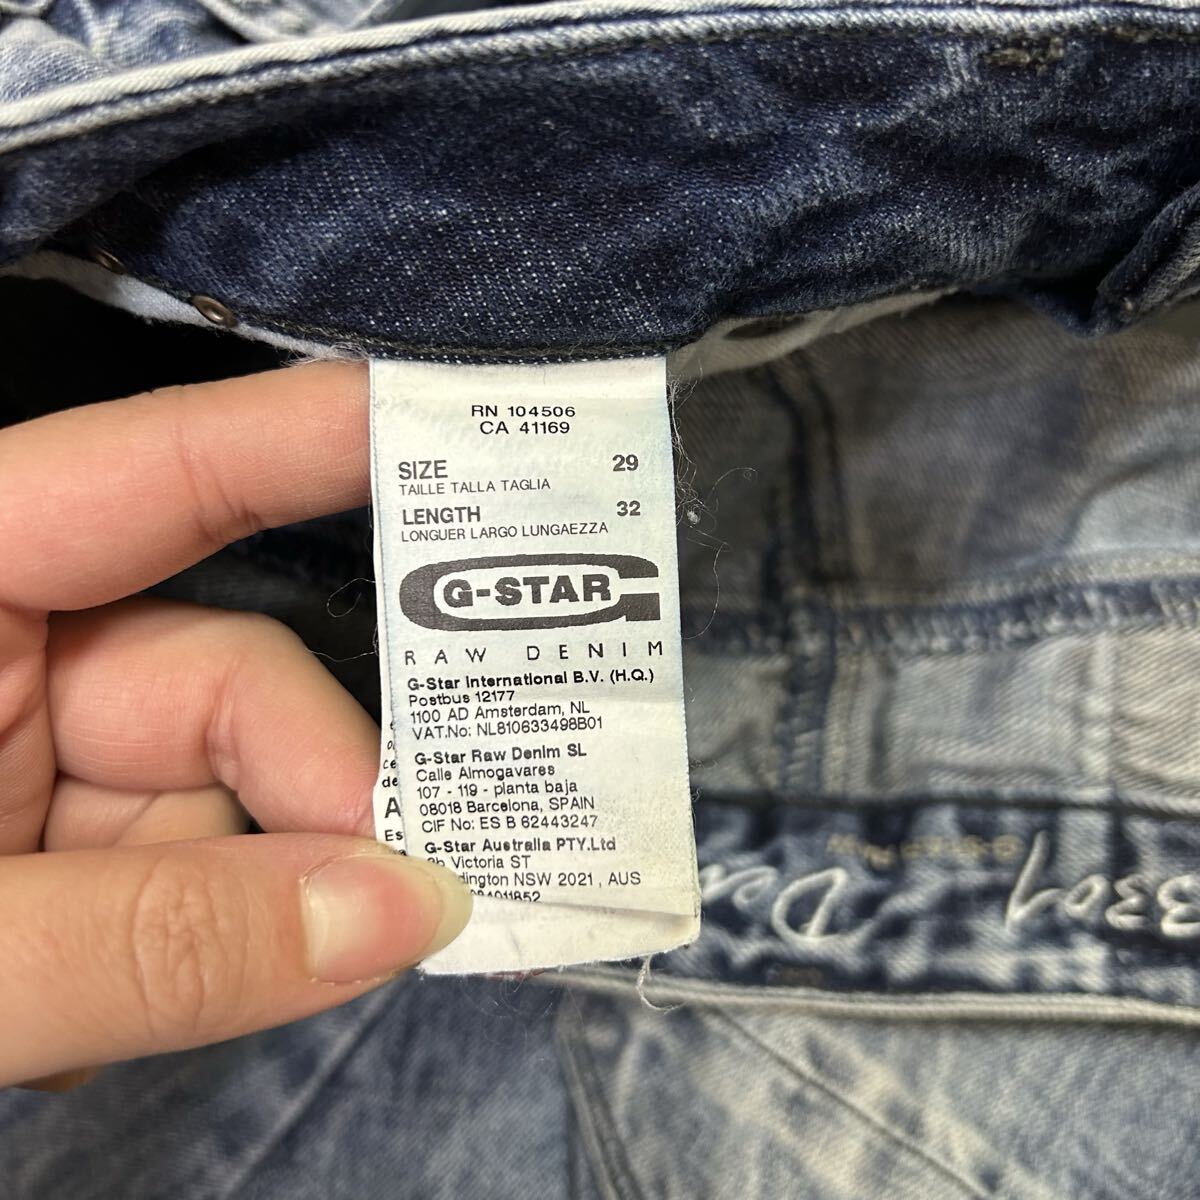 RN 104506
CA 41169
SIZE 29
TAILLE TALLA TAGLIA
LENGTH 32
LONGUER LARGO LUNGAEZZA
G-STAR
RAW DENIM
G-Star International B.V. (H.Q.)
Postbus 12177
1100 AD Amsterdam, NL
VAT.No: NL810633498B01
G-Star Raw Denim SL
Calle Almogavares
107 - 119 - planta baja
08018 Barcelona, SPAIN
CIF No: ES B 62443247
G-Star Australia PTY.Ltd
Victoria ST
NSW 2021, AUS
A
Es